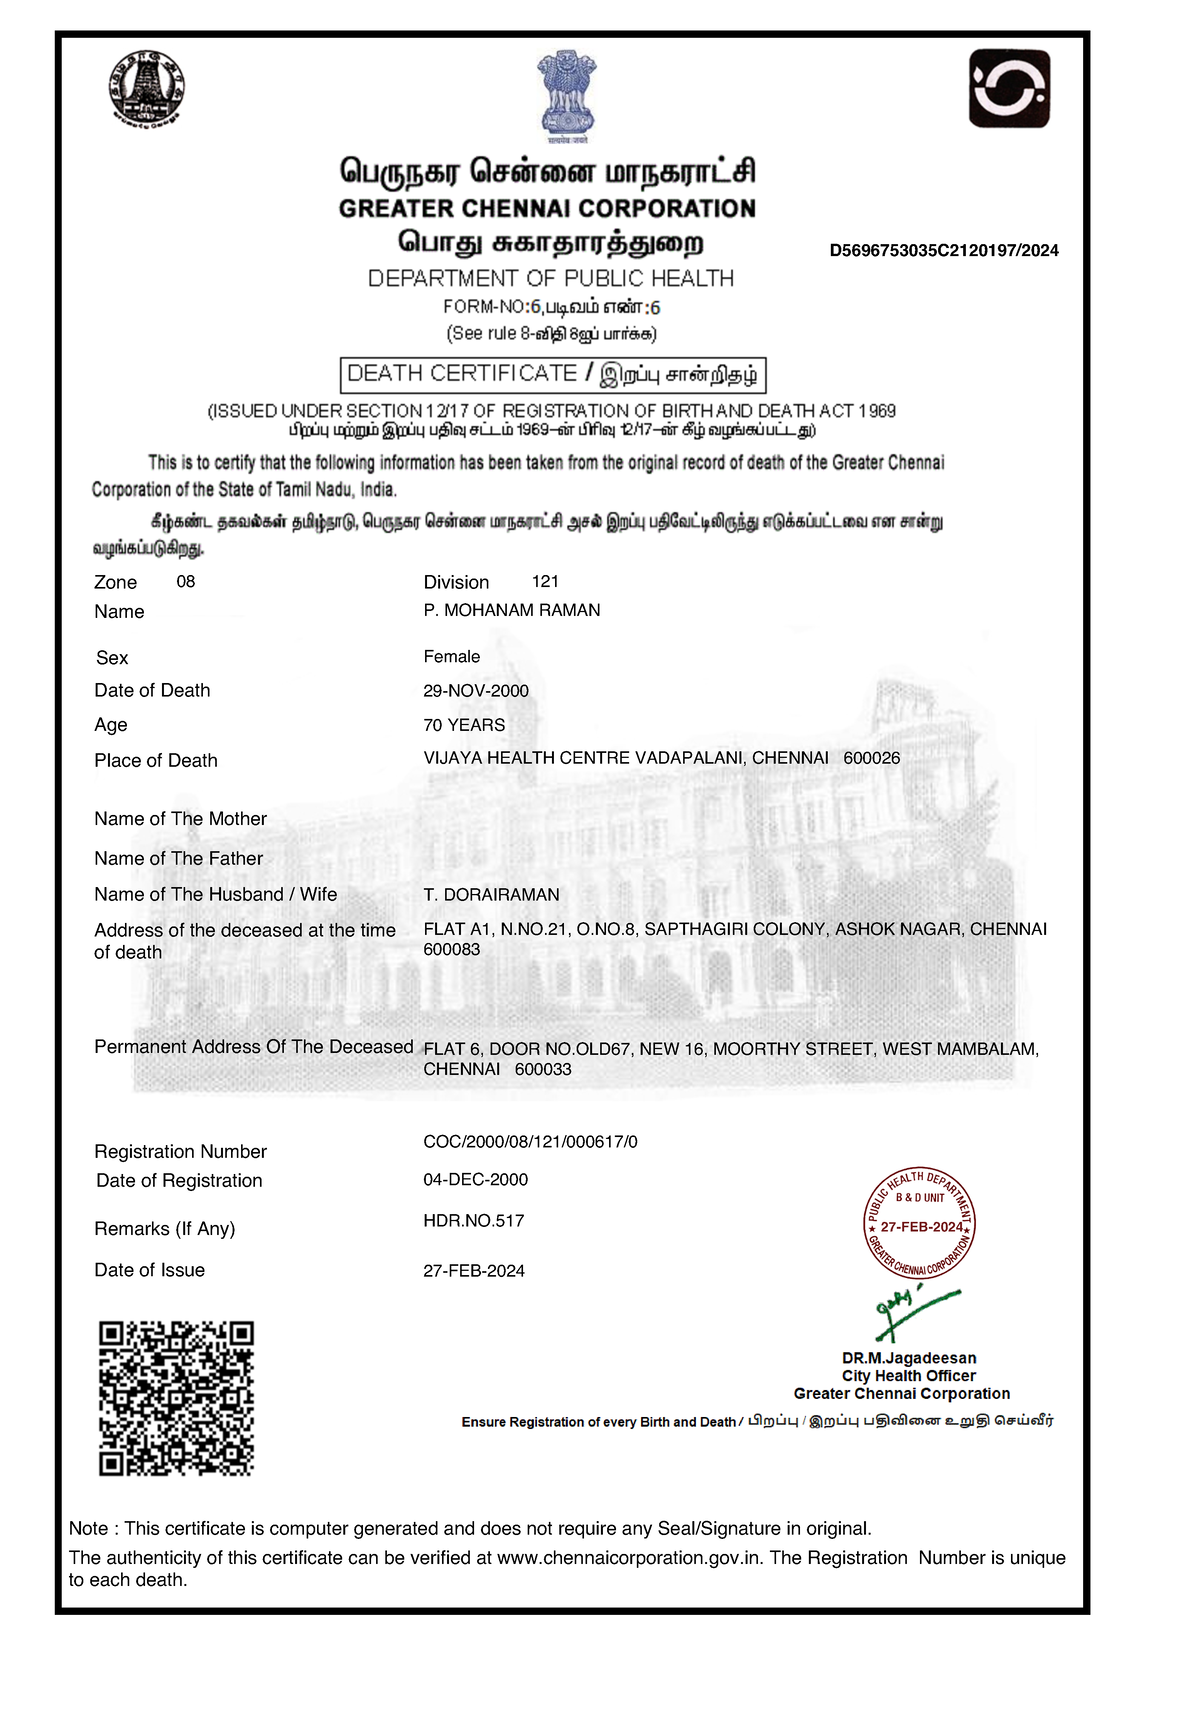 பெருநகர சென்னை மாநகராட்சி
GREATER CHENNAI CORPORATION
பொது சுகாதாரத்துறை
D5696753035C2120197/2024
DEPARTMENT OF PUBLIC HEALTH
FORM-NO:6,படிவம் எண்:6
(See rule 8-விதி 8ஐப் பார்க்க)
DEATH CERTIFICATE / இறப்பு சான்றிதழ்
(ISSUED UNDER SECTION 12/17 OF REGISTRATION OF BIRTH AND DEATH ACT 1969
பிறப்பு மற்றும் இறப்பு பதிவு சட்டம் 1969-ன் பிரிவு 12/17-ன் கீழ் வழங்கப்பட்டது)
This is to certify that the following information has been taken from the original record of death of the Greater Chennai
Corporation of the State of Tamil Nadu, India.
கீழ்கண்ட தகவல்கள் தமிழ்நாடு, பெருநகர சென்னை மாநகராட்சி அசல் இறப்பு பதிவேட்டிலிருந்து எடுக்கப்பட்டவை என சான்று
வழங்கப்படுகிறது.
Zone 08 Division 121
Name P. MOHANAM RAMAN
Sex Female
Date of Death 29-NOV-2000
Age 70 YEARS
Place of Death VIJAYA HEALTH CENTRE VADAPALANI, CHENNAI 600026
Name of The Mother
Name of The Father
Name of The Husband / Wife T. DORAIRAMAN
Address of the deceased at the time FLAT A1, N.NO.21, O.NO.8, SAPTHAGIRI COLONY, ASHOK NAGAR, CHENNAI
of death 600083
Permanent Address Of The Deceased FLAT 6, DOOR NO.OLD67, NEW 16, MOORTHY STREET, WEST MAMBALAM,
CHENNAI 600033
Registration Number COC/2000/08/121/000617/0
Date of Registration 04-DEC-2000
Remarks (If Any) HDR.NO.517
Date of Issue 27-FEB-2024
PUBLIC HEALTH DEPARTMENT
B & D UNIT
★ 27-FEB-2024 ★
GREATER CHENNAI CORPORATION
DR.M.Jagadeesan
City Health Officer
Greater Chennai Corporation
Ensure Registration of every Birth and Death / பிறப்பு / இறப்பு பதிவினை உறுதி செய்வீர்
Note : This certificate is computer generated and does not require any Seal/Signature in original.
The authenticity of this certificate can be verified at www.chennaicorporation.gov.in. The Registration Number is unique
to each death.